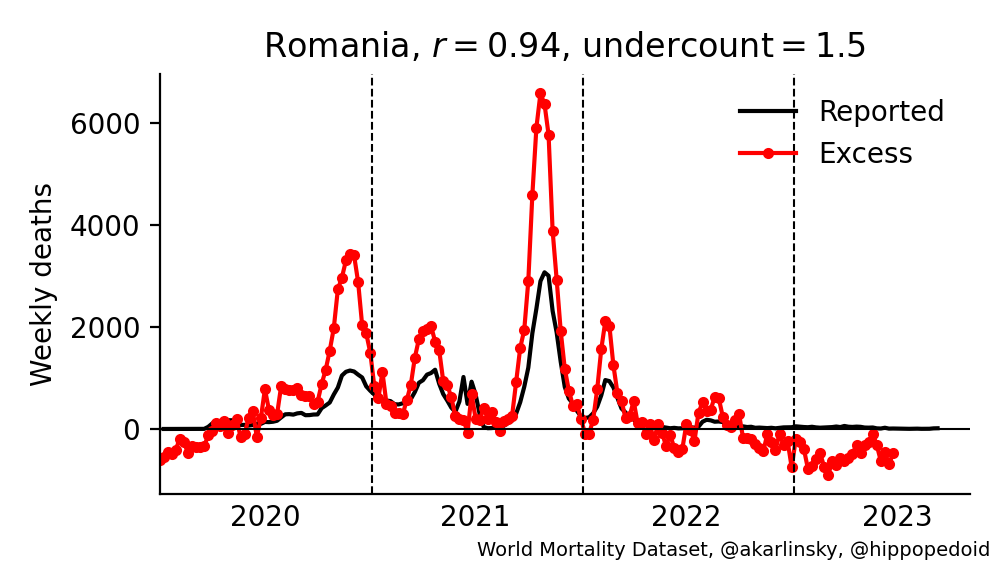 Romania, r = 0.94, undercount = 1.5
Weekly deaths
6000
4000
2000
0
Reported
Excess
2020 2021 2022 2023
World Mortality Dataset, @akarlinsky, @hippopedoid